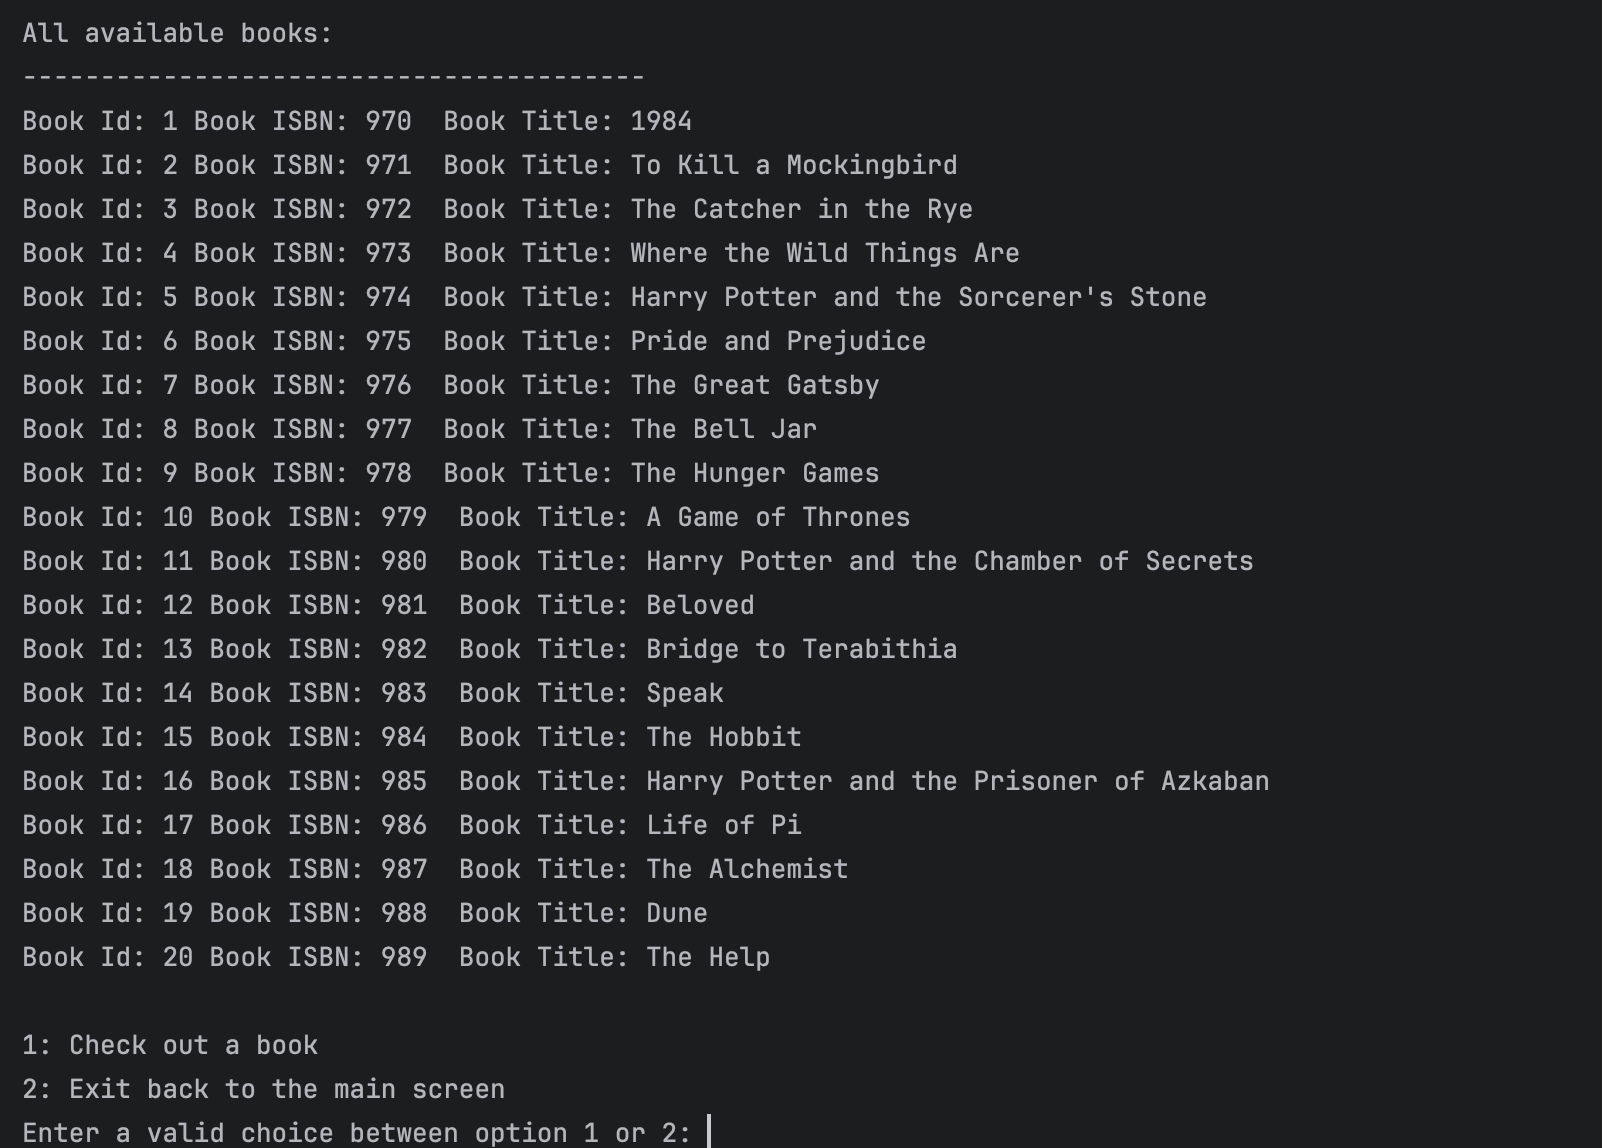 All available books:
----------------------------------------
Book Id: 1 Book ISBN: 970  Book Title: 1984
Book Id: 2 Book ISBN: 971  Book Title: To Kill a Mockingbird
Book Id: 3 Book ISBN: 972  Book Title: The Catcher in the Rye
Book Id: 4 Book ISBN: 973  Book Title: Where the Wild Things Are
Book Id: 5 Book ISBN: 974  Book Title: Harry Potter and the Sorcerer's Stone
Book Id: 6 Book ISBN: 975  Book Title: Pride and Prejudice
Book Id: 7 Book ISBN: 976  Book Title: The Great Gatsby
Book Id: 8 Book ISBN: 977  Book Title: The Bell Jar
Book Id: 9 Book ISBN: 978  Book Title: The Hunger Games
Book Id: 10 Book ISBN: 979  Book Title: A Game of Thrones
Book Id: 11 Book ISBN: 980  Book Title: Harry Potter and the Chamber of Secrets
Book Id: 12 Book ISBN: 981  Book Title: Beloved
Book Id: 13 Book ISBN: 982  Book Title: Bridge to Terabithia
Book Id: 14 Book ISBN: 983  Book Title: Speak
Book Id: 15 Book ISBN: 984  Book Title: The Hobbit
Book Id: 16 Book ISBN: 985  Book Title: Harry Potter and the Prisoner of Azkaban
Book Id: 17 Book ISBN: 986  Book Title: Life of Pi
Book Id: 18 Book ISBN: 987  Book Title: The Alchemist
Book Id: 19 Book ISBN: 988  Book Title: Dune
Book Id: 20 Book ISBN: 989  Book Title: The Help

1: Check out a book
2: Exit back to the main screen
Enter a valid choice between option 1 or 2: